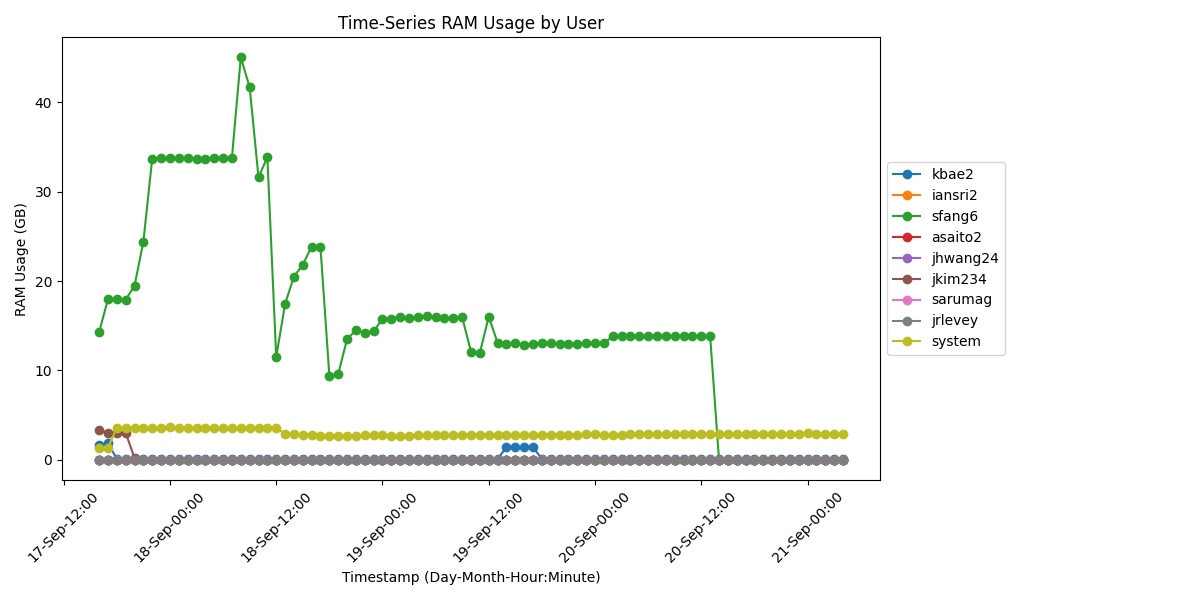 Time-Series RAM Usage by User
RAM Usage (GB)
40
30
20
10
0
17-Sep-12:00
18-Sep-00:00
18-Sep-12:00
19-Sep-00:00
19-Sep-12:00
20-Sep-00:00
20-Sep-12:00
21-Sep-00:00
Timestamp (Day-Month-Hour:Minute)
kbae2
iansri2
sfang6
asaito2
jhwang24
jkim234
sarumag
jrlevey
system